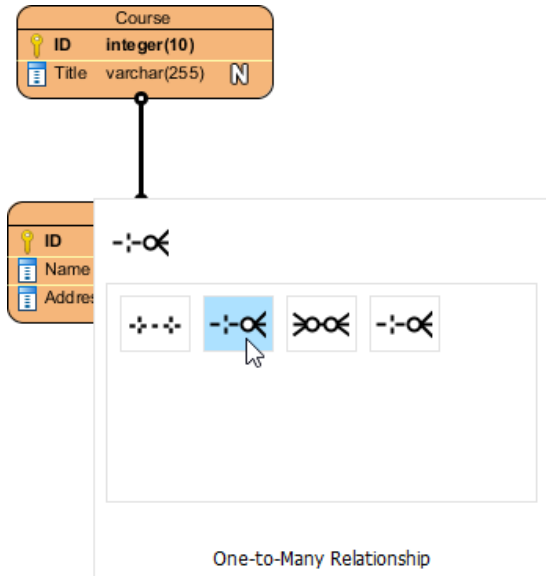 Course
ID integer(10)
Title varchar(255) N
ID
Name
Addres
One-to-Many Relationship